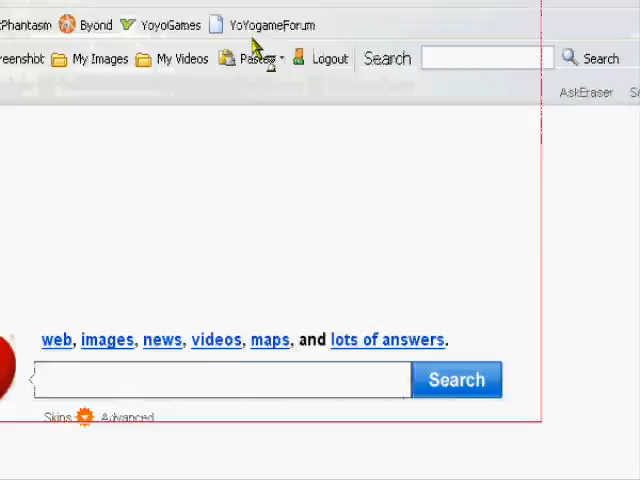 Phantasm Byond YoyoGames YoYogameForum
reenshot My Images My Videos Paste Logout Search Search
AskEraser
web, images, news, videos, maps, and lots of answers.
Search
Skins Advanced